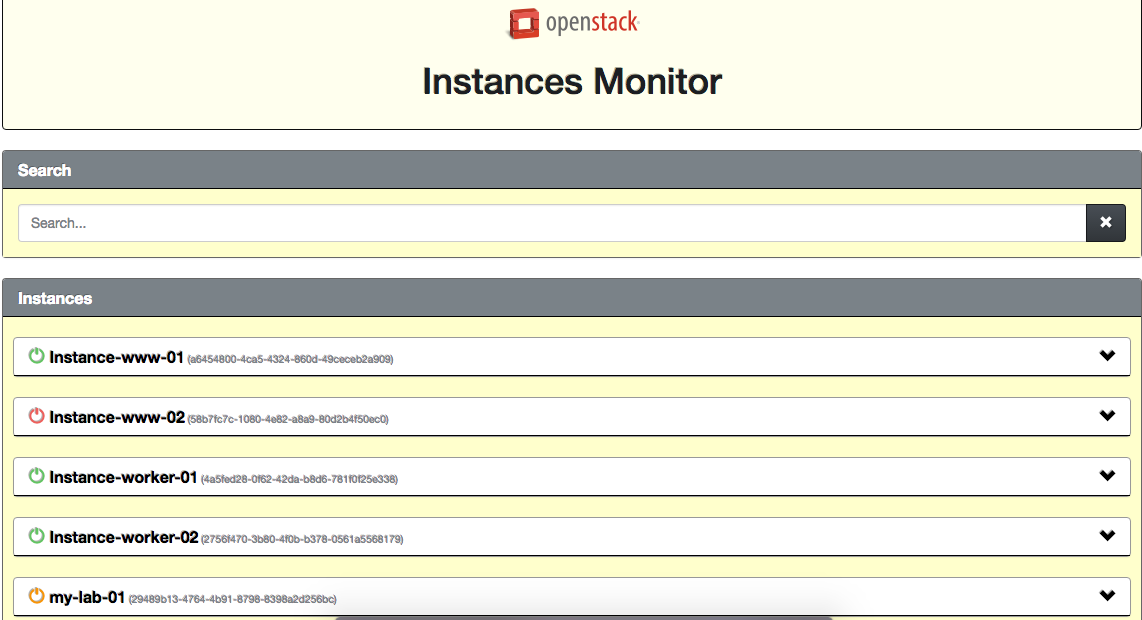 openstack
Instances Monitor
Search
Search...
Instances
Instance-www-01 (a6454800-4ca5-4324-860d-49ceceb2a909)
Instance-www-02 (58b7fc7c-1080-4e82-a8a9-80d2b4f50ec0)
Instance-worker-01 (4a5fed28-0f62-42da-b8d6-781f0f25e338)
Instance-worker-02 (2756f470-3b80-4f0b-b378-0561a5568179)
my-lab-01 (29489b13-4764-4b91-8798-8398a2d256bc)